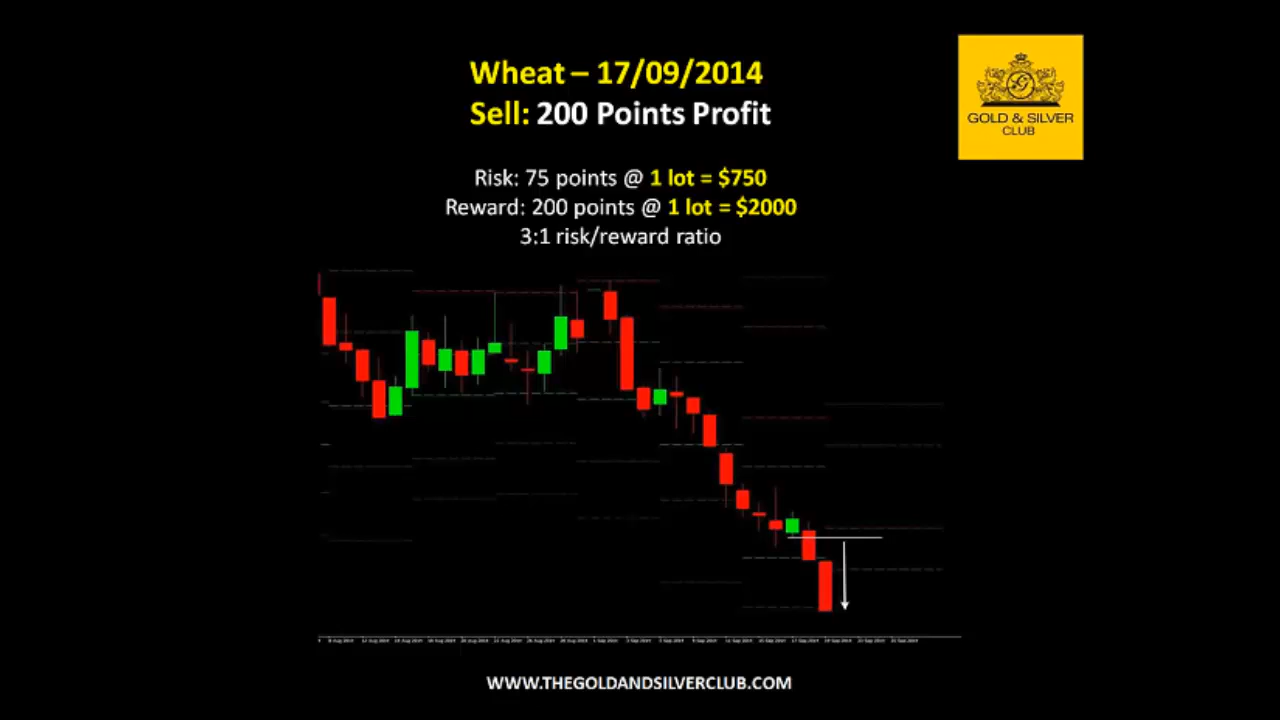 Wheat – 17/09/2014
Sell: 200 Points Profit
GOLD & SILVER
CLUB
Risk: 75 points @ 1 lot = $750
Reward: 200 points @ 1 lot = $2000
3:1 risk/reward ratio
WWW.THEGOLDANDSILVERCLUB.COM